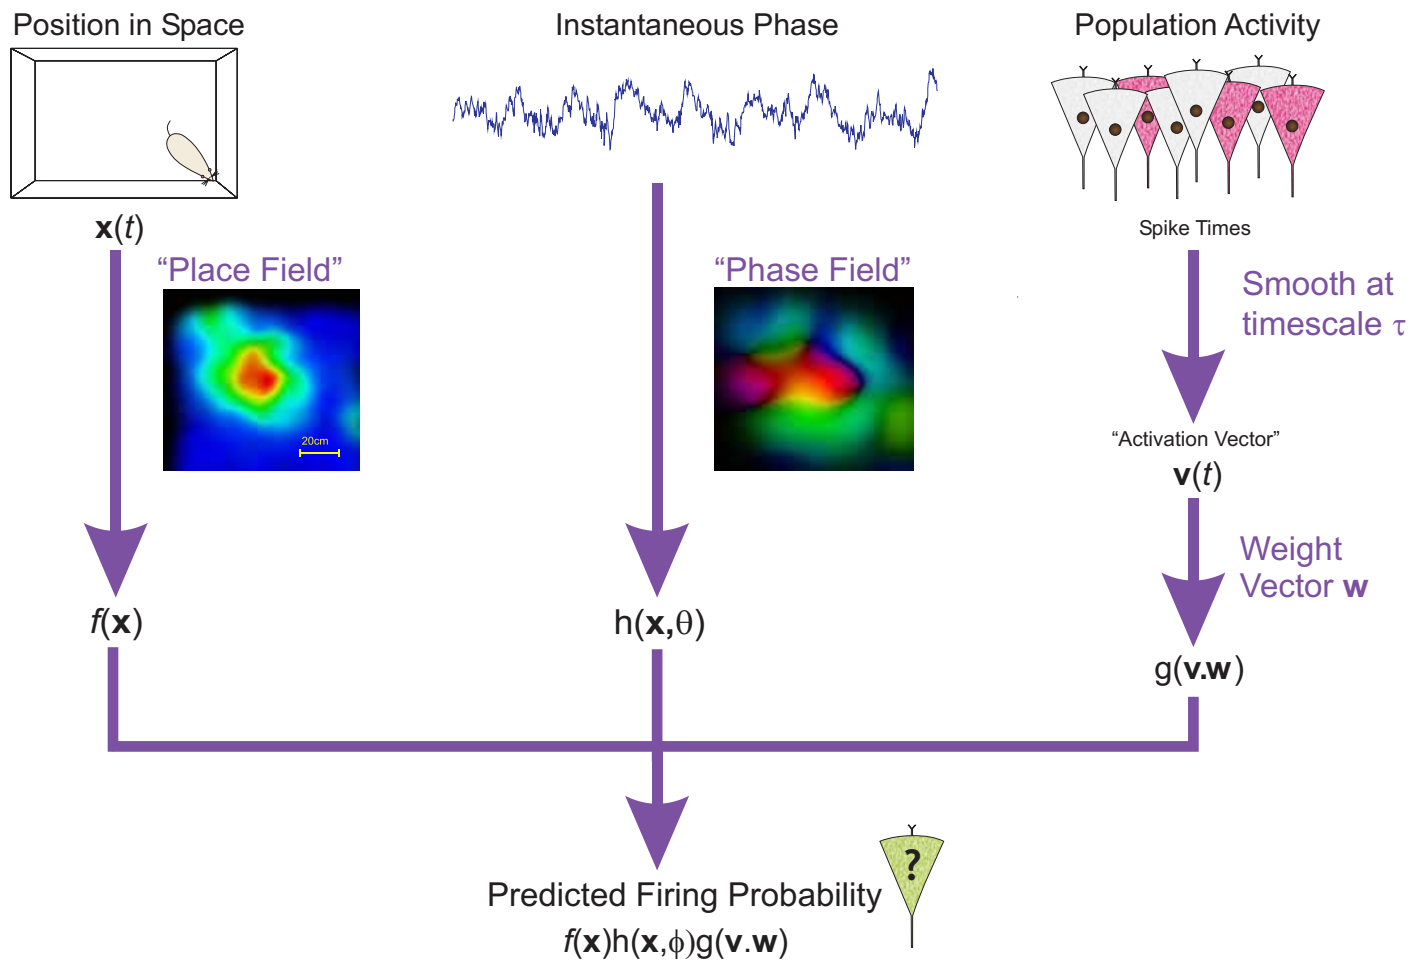 Position in Space
Instantaneous Phase
Population Activity
x(t)
Spike Times
“Place Field”
“Phase Field”
Smooth at
timescale τ
20cm
“Activation Vector”
v(t)
Weight
Vector w
f(x)
h(x,θ)
g(v.w)
?
Predicted Firing Probability
f(x)h(x,ϕ)g(v.w)